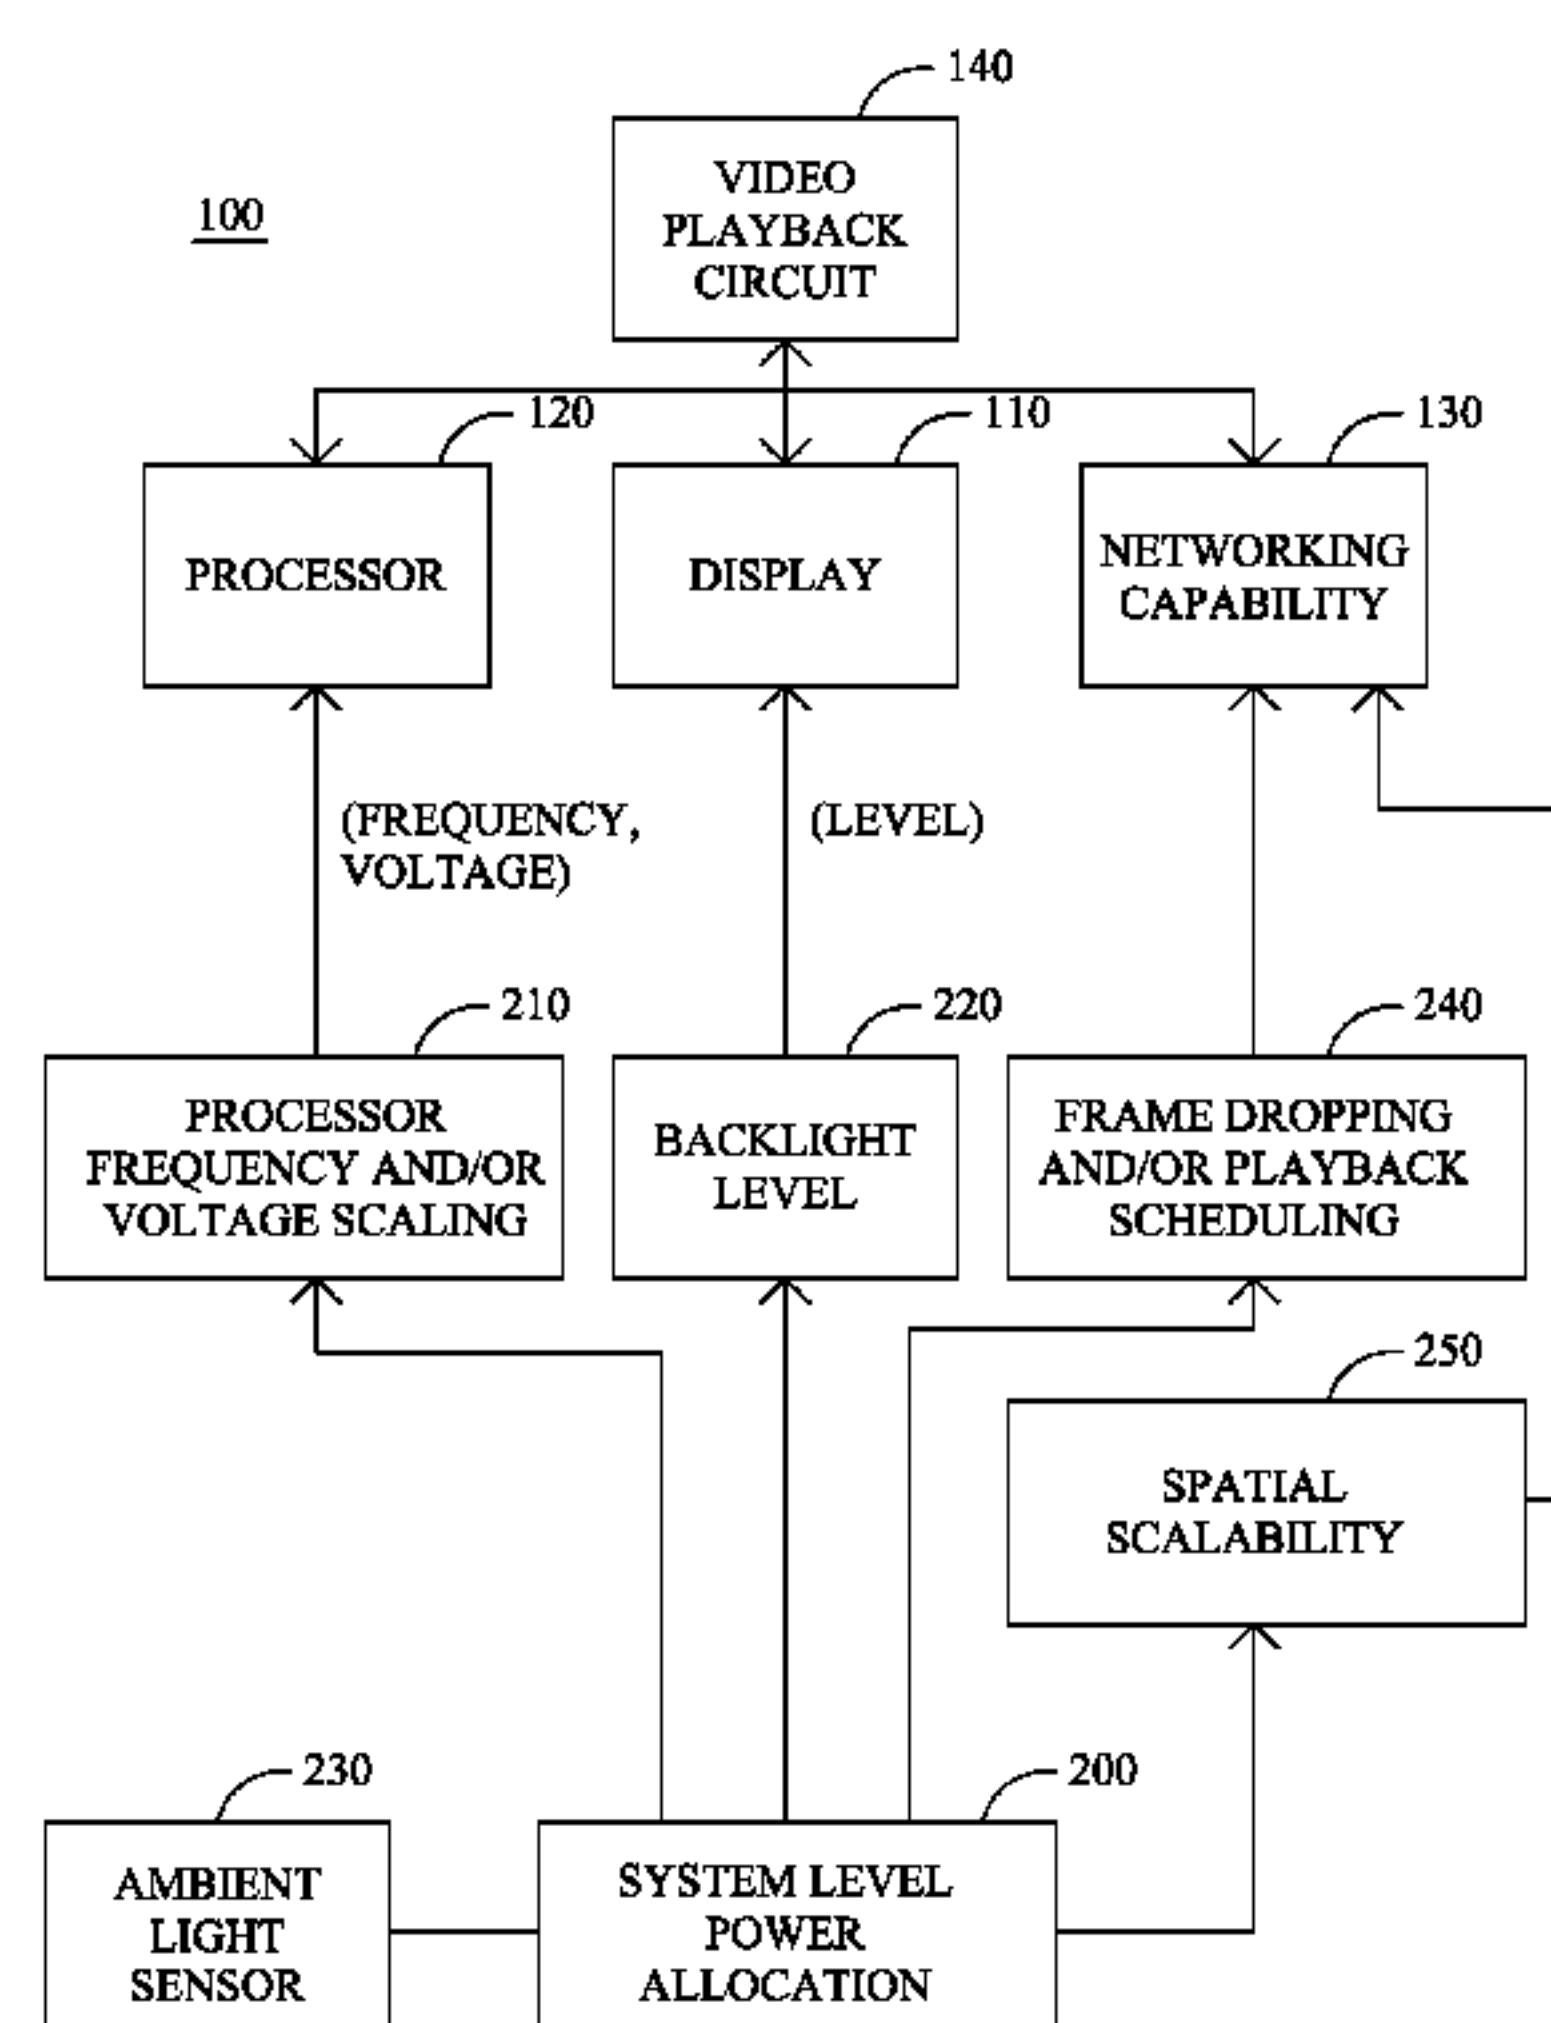 140
VIDEO
PLAYBACK
CIRCUIT
100
120
110
130
PROCESSOR
DISPLAY
NETWORKING
CAPABILITY
(FREQUENCY,
VOLTAGE)
(LEVEL)
210
220
240
PROCESSOR
FREQUENCY AND/OR
VOLTAGE SCALING
BACKLIGHT
LEVEL
FRAME DROPPING
AND/OR PLAYBACK
SCHEDULING
250
SPATIAL
SCALABILITY
230
200
AMBIENT
LIGHT
SENSOR
SYSTEM LEVEL
POWER
ALLOCATION